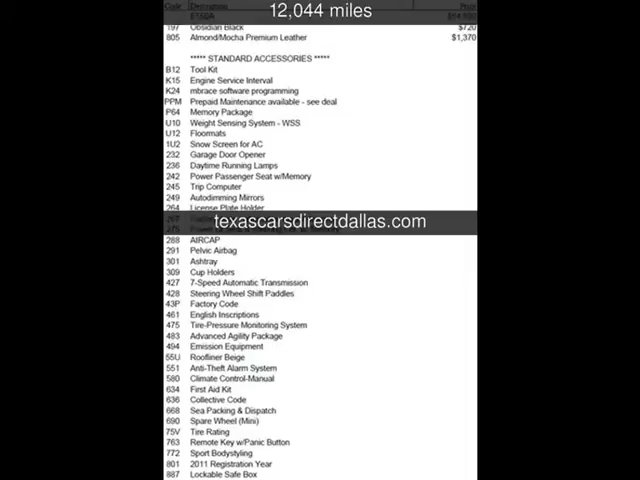 12,044 miles
Code Description Price
E550A
197 Obsidian Black $720
805 Almond/Mocha Premium Leather $1,370
***** STANDARD ACCESSORIES *****
B12 Tool Kit
K15 Engine Service Interval
K24 mbrace software programming
PPM Prepaid Maintenance available - see deal
P64 Memory Package
U10 Weight Sensing System - WSS
U12 Floormats
1U2 Snow Screen for AC
232 Garage Door Opener
236 Daytime Running Lamps
242 Power Passenger Seat w/Memory
245 Trip Computer
249 Autodimming Mirrors
264 License Plate Holder
texascarsdirectdallas.com
275
288 AIRCAP
291 Pelvic Airbag
301 Ashtray
309 Cup Holders
427 7-Speed Automatic Transmission
428 Steering Wheel Shift Paddles
43P Factory Code
461 English Inscriptions
475 Tire-Pressure Monitoring System
483 Advanced Agility Package
494 Emission Equipment
55U Roofliner Beige
551 Anti-Theft Alarm System
580 Climate Control-Manual
634 First Aid Kit
636 Collective Code
668 Sea Packing & Dispatch
690 Spare Wheel (Mini)
75V Tire Rating
763 Remote Key w/Panic Button
772 Sport Bodystyling
801 2011 Registration Year
887 Lockable Safe Box